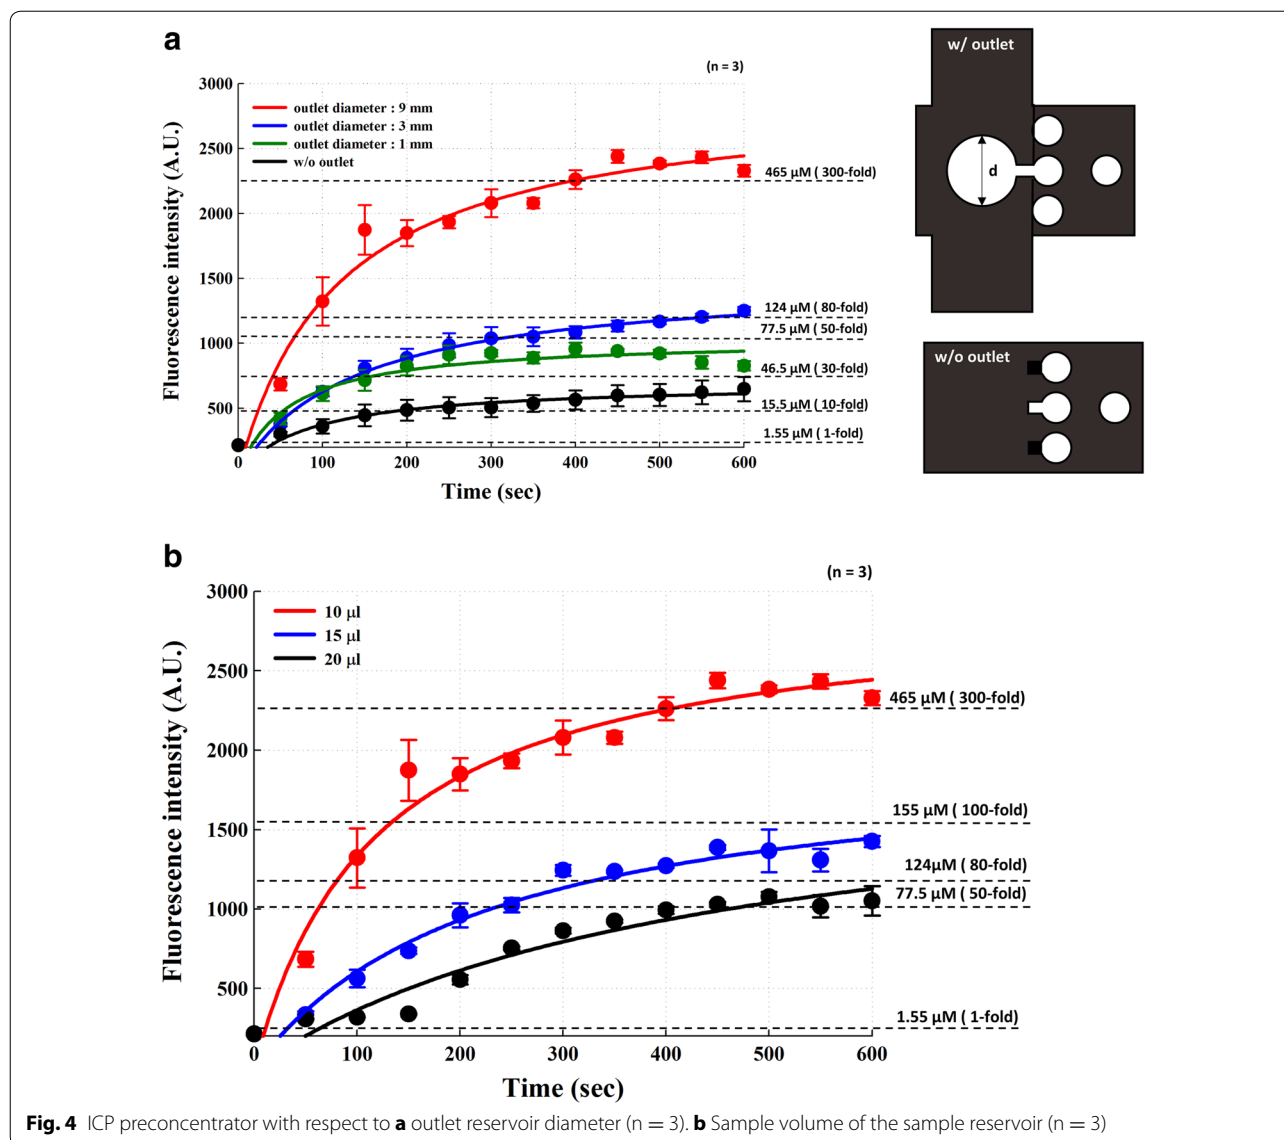 a
(n = 3)
Fluorescence intensity (A.U.)
3000
2500
2000
1500
1000
500
outlet diameter : 9 mm
outlet diameter : 3 mm
outlet diameter : 1 mm
w/o outlet
465 µM ( 300-fold)
124 µM ( 80-fold)
77.5 µM ( 50-fold)
46.5 µM ( 30-fold)
15.5 µM ( 10-fold)
1.55 µM ( 1-fold)
0 100 200 300 400 500 600
Time (sec)
w/ outlet
d
w/o outlet
b
(n = 3)
Fluorescence intensity (A.U.)
3000
2500
2000
1500
1000
500
10 µl
15 µl
20 µl
465 µM ( 300-fold)
155 µM ( 100-fold)
124µM ( 80-fold)
77.5 µM ( 50-fold)
1.55 µM ( 1-fold)
0 100 200 300 400 500 600
Time (sec)
Fig. 4 ICP preconcentrator with respect to a outlet reservoir diameter (n = 3). b Sample volume of the sample reservoir (n = 3)